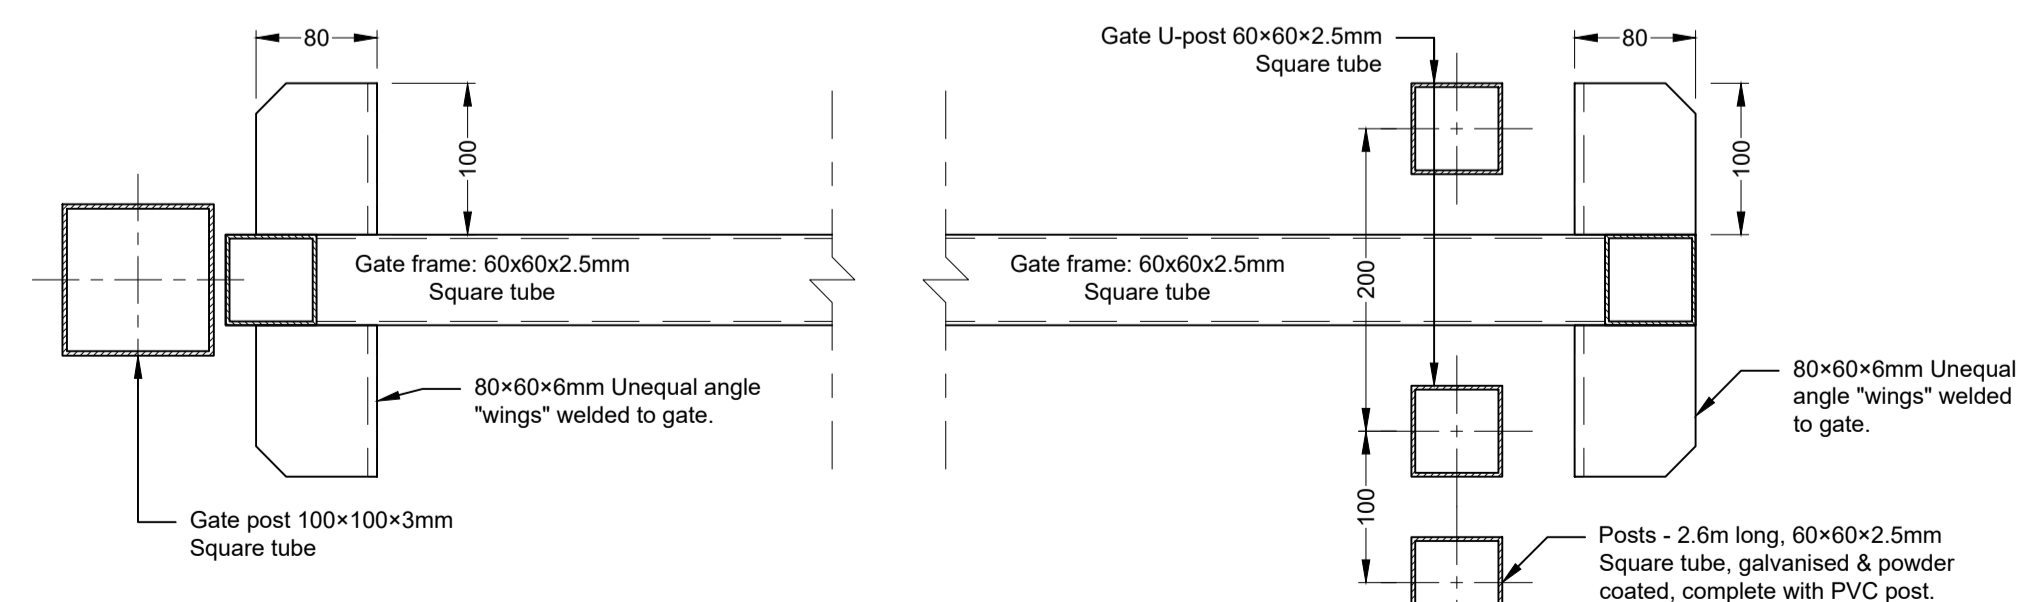 80
Gate U-post 60×60×2.5mm
Square tube
80
100
100
Gate frame: 60x60x2.5mm
Square tube
Gate frame: 60x60x2.5mm
Square tube
200
80×60×6mm Unequal angle
"wings" welded to gate.
80×60×6mm Unequal
angle "wings" welded
to gate.
100
Gate post 100×100×3mm
Square tube
Posts - 2.6m long, 60×60×2.5mm
Square tube, galvanised & powder
coated, complete with PVC post.